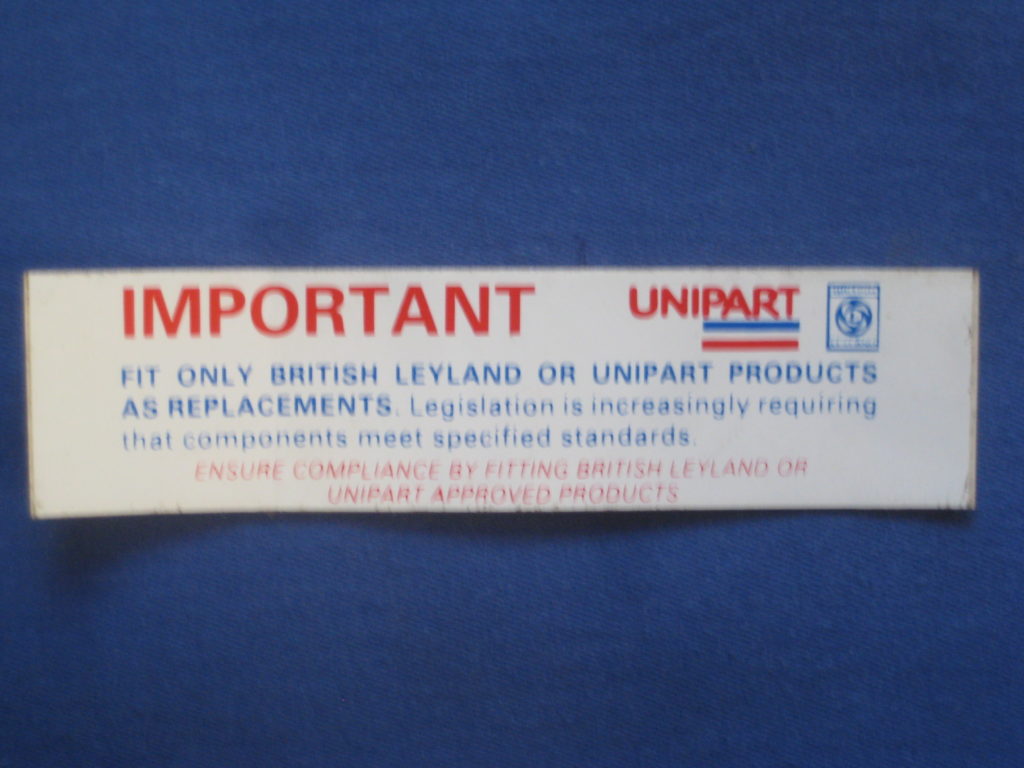 IMPORTANT
UNIPART
FIT ONLY BRITISH LEYLAND OR UNIPART PRODUCTS
AS REPLACEMENTS. Legislation is increasingly requiring
that components meet specified standards.
ENSURE COMPLIANCE BY FITTING BRITISH LEYLAND OR
UNIPART APPROVED PRODUCTS